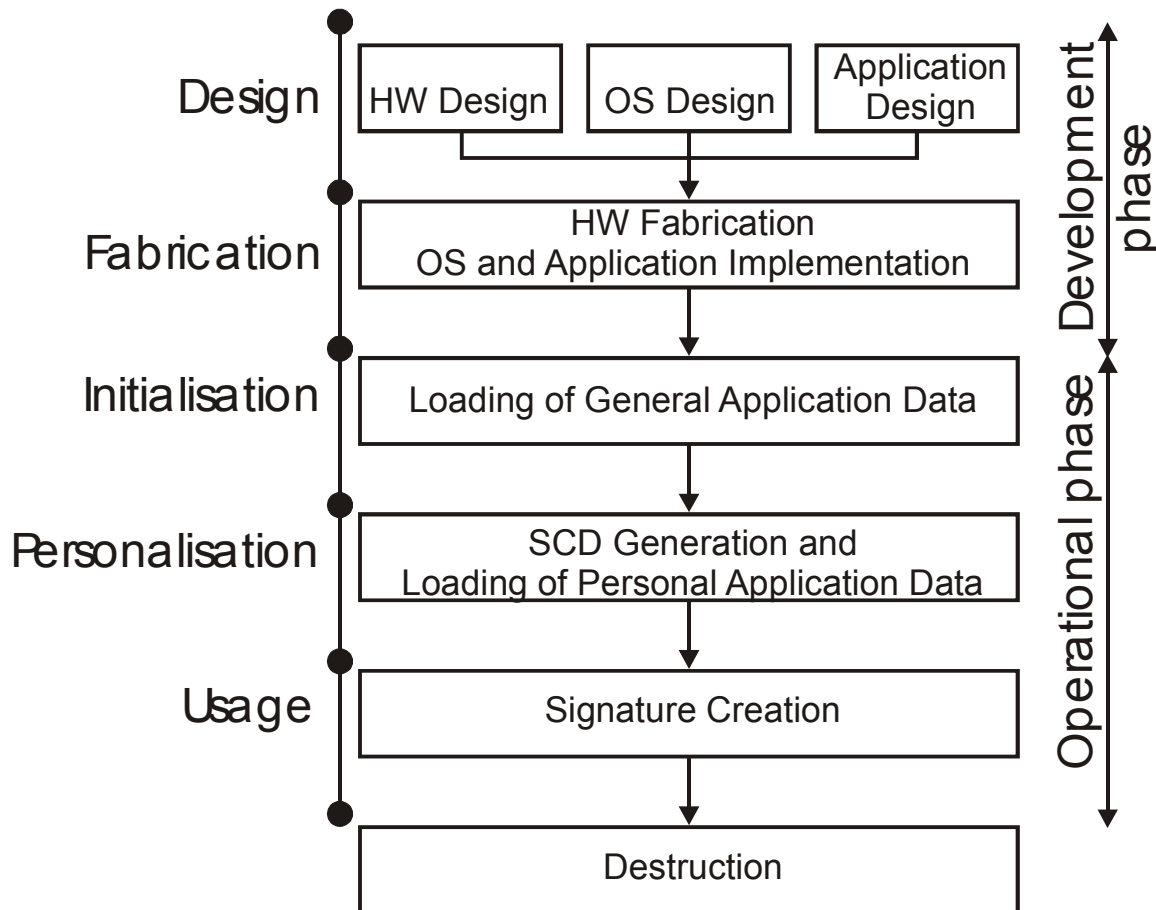 Design
HW Design
OS Design
Application
Design
Fabrication
HW Fabrication
OS and Application Implementation
Initialisation
Loading of General Application Data
Personalisation
SCD Generation and
Loading of Personal Application Data
Usage
Signature Creation
Destruction
Development
phase
Operational phase